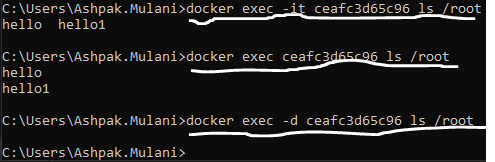 C:\Users\Ashpak.Mulani>docker exec -it ceafc3d65c96 ls /root
hello  hello1
C:\Users\Ashpak.Mulani>docker exec ceafc3d65c96 ls /root
hello
hello1
C:\Users\Ashpak.Mulani>docker exec -d ceafc3d65c96 ls /root
C:\Users\Ashpak.Mulani>